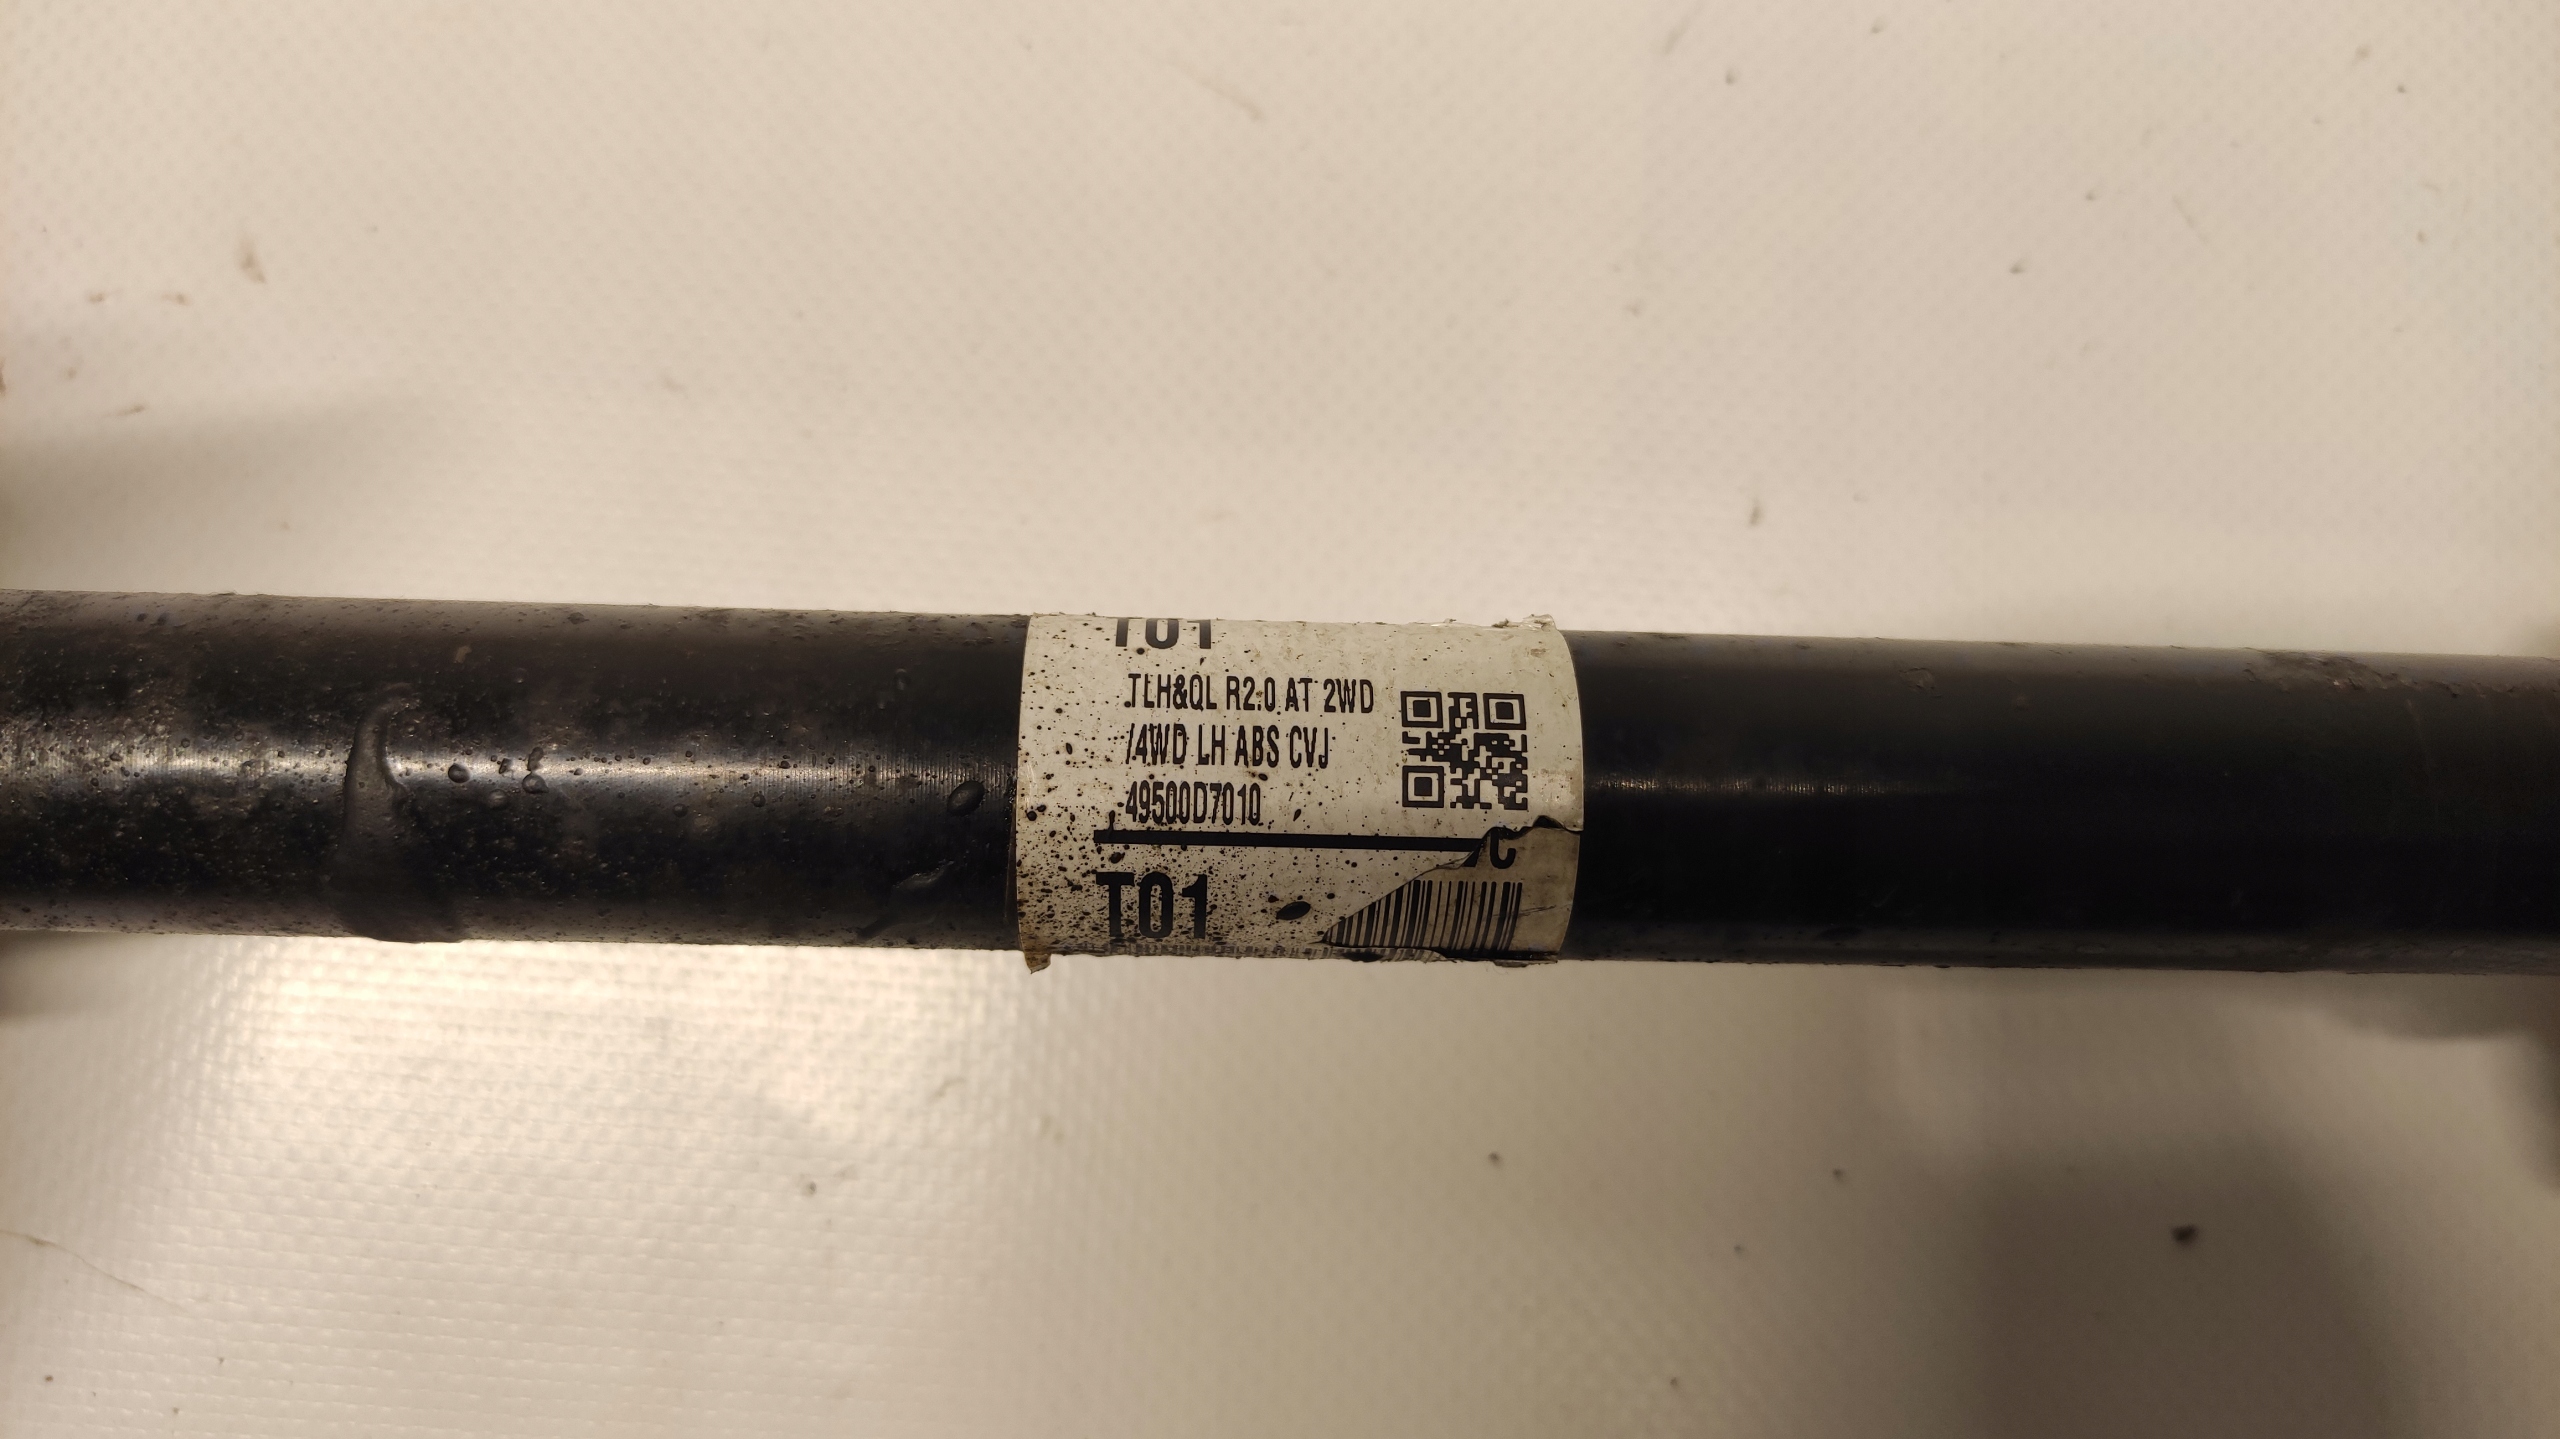 T01
TLH&QL R2.0 AT 2WD
/4WD LH ABS CVJ
49500D7010
C
T01